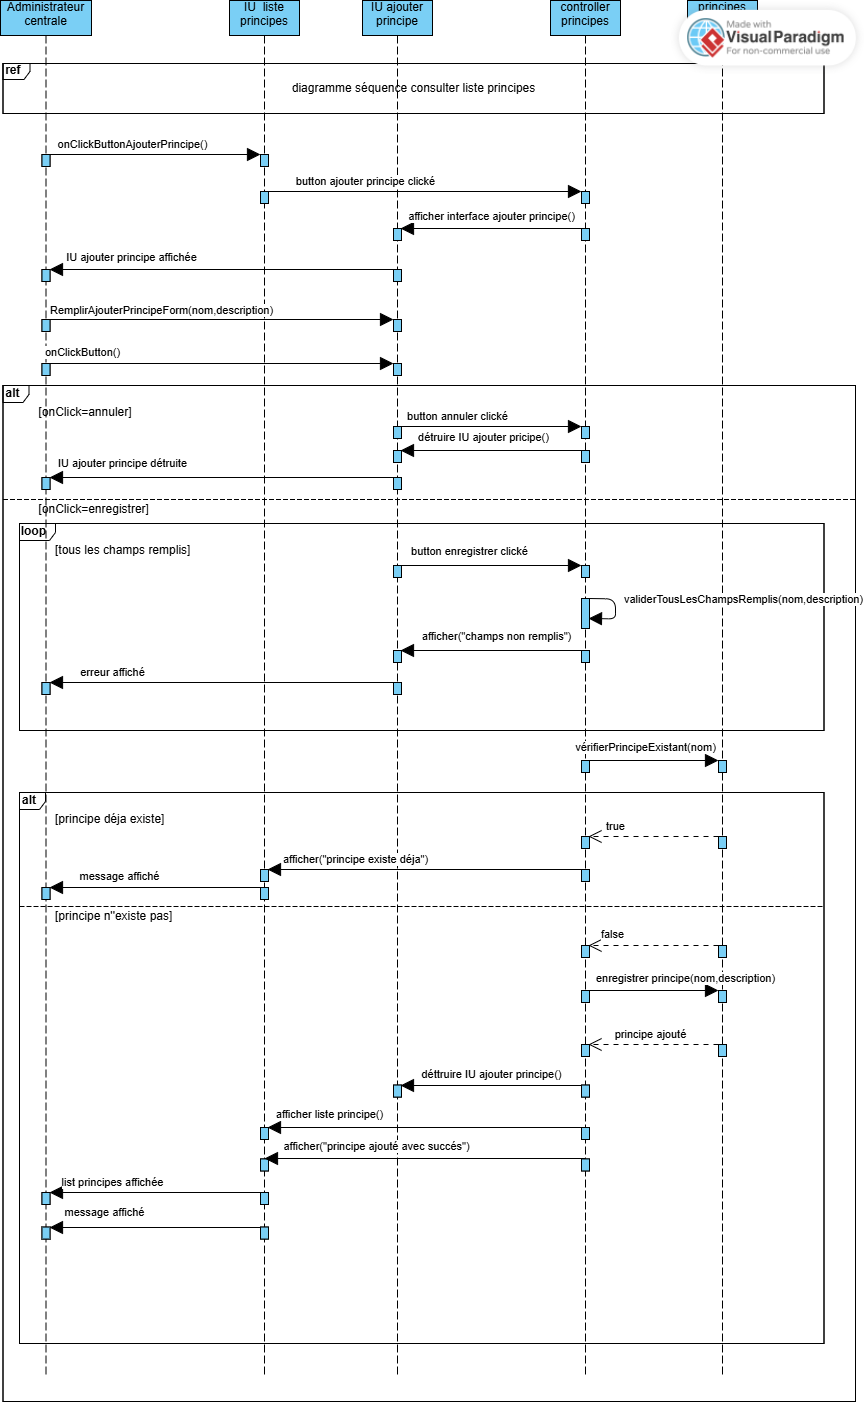 Administrateur
centrale
IU liste
principes
IU ajouter
principe
controller
principes
principes
Made with
VisualParadigm
For non-commercial use
ref
diagramme séquence consulter liste principes
onClickButtonAjouterPrincipe()
button ajouter principe clické
afficher interface ajouter principe()
IU ajouter principe affichée
RemplirAjouterPrincipeForm(nom,description)
onClickButton()
alt
[onClick=annuler]
button annuler clické
détruire IU ajouter pricipe()
IU ajouter principe détruite
[onClick=enregistrer]
loop
[tous les champs remplis]
button enregistrer clické
validerTousLesChampsRemplis(nom,description)
afficher("champs non remplis")
erreur affiché
vérifierPrincipeExistant(nom)
alt
[principe déja existe]
true
afficher("principe existe déja")
message affiché
[principe n"existe pas]
false
enregistrer principe(nom,description)
principe ajouté
déttruire IU ajouter principe()
afficher liste principe()
afficher("principe ajouté avec succés")
list principes affichée
message affiché